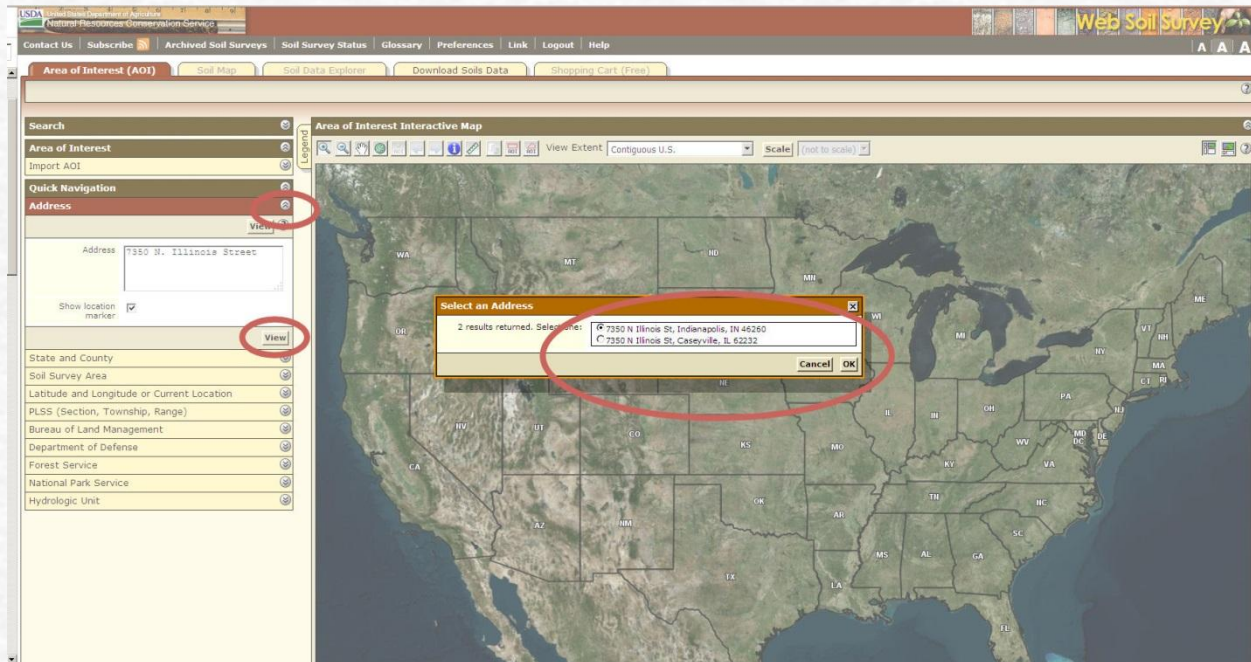 USDA United States Department of Agriculture
Natural Resources Conservation Service
Web Soil Survey
Contact Us | Subscribe | Archived Soil Surveys | Soil Survey Status | Glossary | Preferences | Link | Logout | Help
A A A
Area of Interest (AOI) Soil Map Soil Data Explorer Download Soils Data Shopping Cart (Free)
Search
Area of Interest
Import AOI
Quick Navigation
Address
View
Address 7350 N. Illinois Street
Show location marker
View
State and County
Soil Survey Area
Latitude and Longitude or Current Location
PLSS (Section, Township, Range)
Bureau of Land Management
Department of Defense
Forest Service
National Park Service
Hydrologic Unit
Legend
Area of Interest Interactive Map
AOI AOI View Extent Contiguous U.S. Scale (not to scale)
WA MT ND MN ME
Select an Address
2 results returned. Select one: 7350 N Illinois St, Indianapolis, IN 46260
7350 N Illinois St, Caseyville, IL 62232
Cancel OK
OR WI MI VT NH
NY MA
CT RI
NE PA NJ
NV UT CO KS MO IL IN OH WV MD DE
DC
CA KY VA
AZ NM OK AR TN NC
SC
TX LA MS AL GA
FL